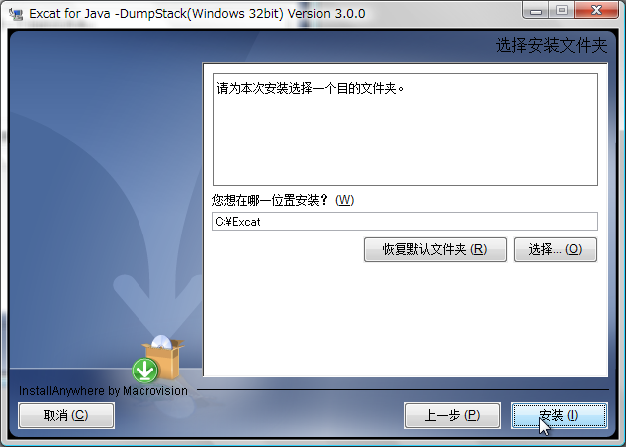 Excat for Java -DumpStack(Windows 32bit) Version 3.0.0
选择安装文件夹
请为本次安装选择一个目的文件夹。
您想在哪一位置安装? (W)
C:¥Excat
恢复默认文件夹 (R) 选择... (O)
InstallAnywhere by Macrovision
取消 (C) 上一步 (P) 安装 (I)